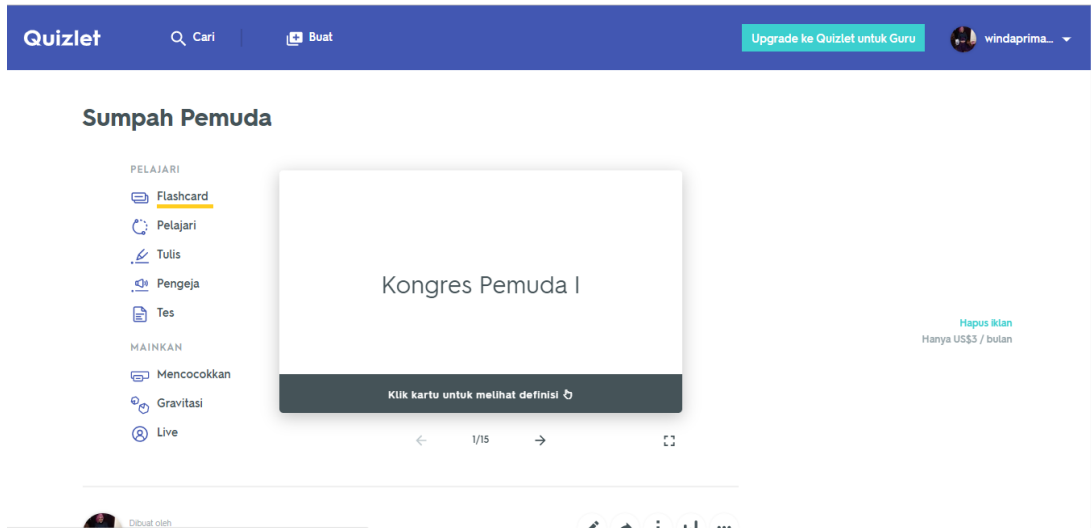 Quizlet
Cari
Buat
Upgrade ke Quizlet untuk Guru
windaprima...
Sumpah Pemuda
PELAJARI
Flashcard
Pelajari
Tulis
Pengeja
Tes
MAINKAN
Mencocokkan
Gravitasi
Live
Kongres Pemuda I
Klik kartu untuk melihat definisi
1/15
Hapus iklan
Hanya US$3 / bulan
Dibuat oleh